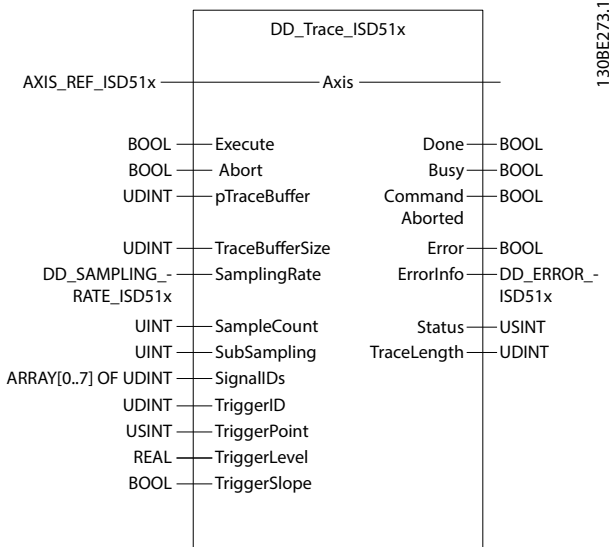 DD_Trace_ISD51x
130BE273.1
AXIS_REF_ISD51x Axis
BOOL Execute Done BOOL
BOOL Abort Busy BOOL
UDINT pTraceBuffer Command BOOL
Aborted
UDINT TraceBufferSize Error BOOL
DD_SAMPLING_- SamplingRate ErrorInfo DD_ERROR_-
RATE_ISD51x ISD51x
UINT SampleCount Status USINT
UINT SubSampling TraceLength UDINT
ARRAY[0..7] OF UDINT SignalIDs
UDINT TriggerID
USINT TriggerPoint
REAL TriggerLevel
BOOL TriggerSlope